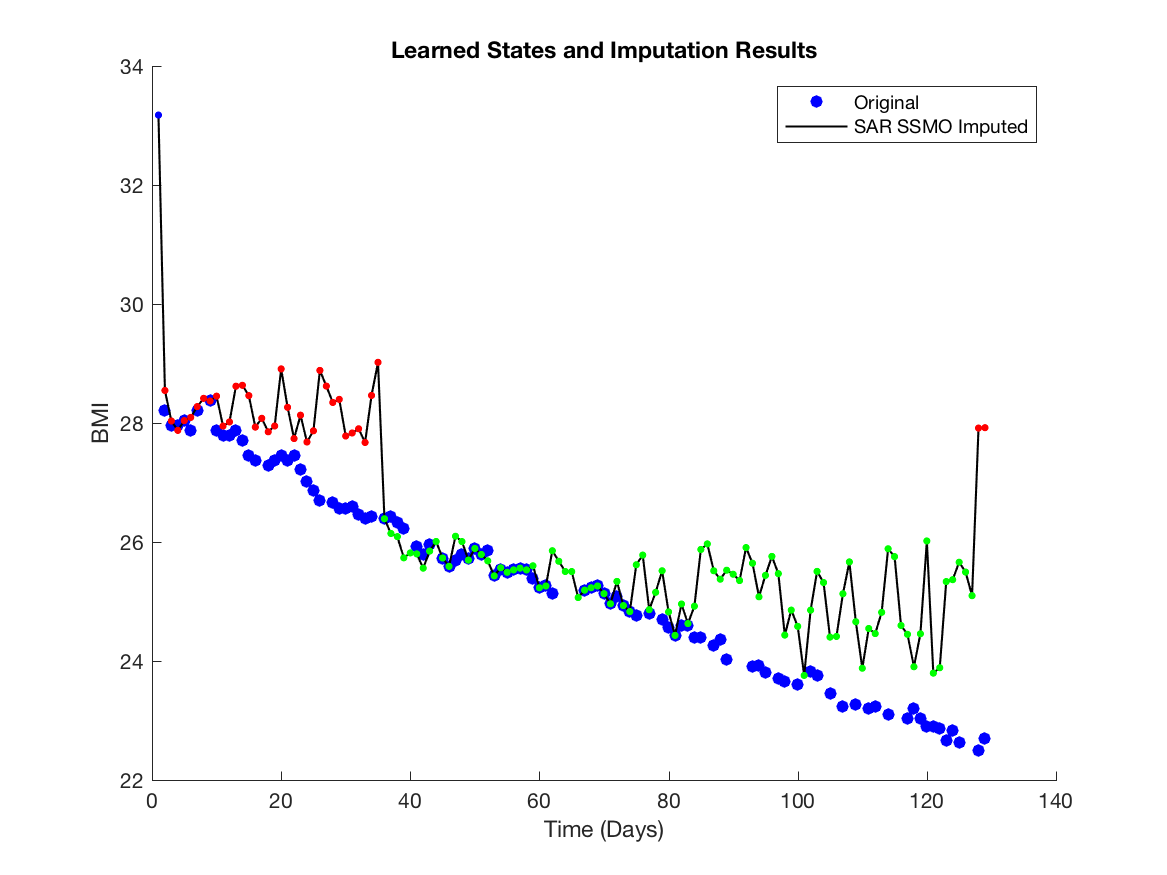 Learned States and Imputation Results
34
32
30
28
26
24
22
BMI
Original
SAR SSMO Imputed
0 20 40 60 80 100 120 140
Time (Days)